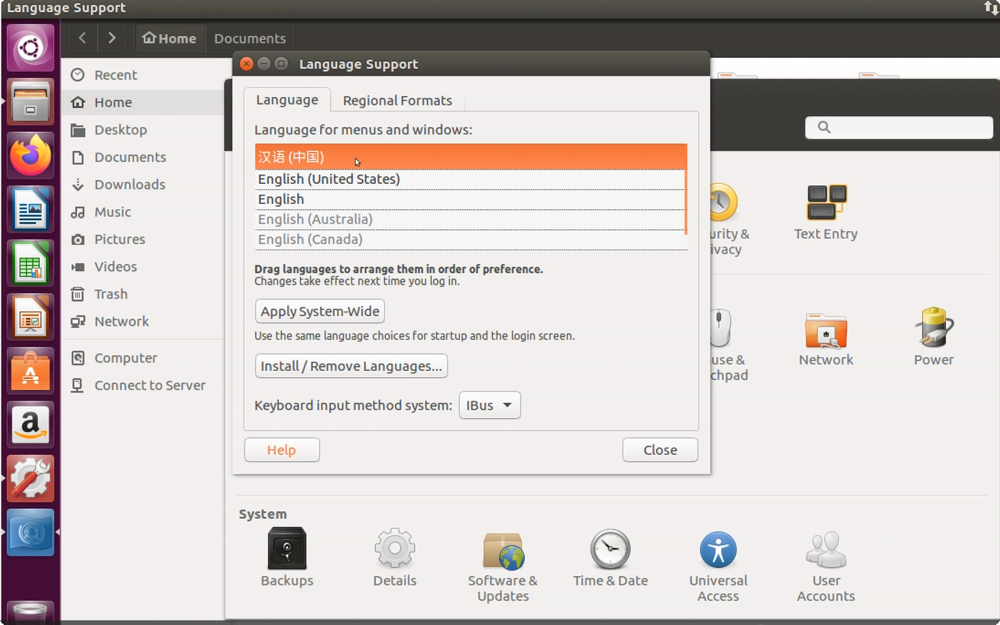 Language Support
Home
Documents
Recent
Home
Desktop
Documents
Downloads
Music
Pictures
Videos
Trash
Network
Computer
Connect to Server
Language Support
Language
Regional Formats
Language for menus and windows:
汉语 (中国)
English (United States)
English
English (Australia)
English (Canada)
Drag languages to arrange them in order of preference.
Changes take effect next time you log in.
Apply System-Wide
Use the same language choices for startup and the login screen.
Install / Remove Languages...
Keyboard input method system: IBus
Help
Close
urity &
ivacy
Text Entry
use &
chpad
Network
Power
System
Backups
Details
Software &
Updates
Time & Date
Universal
Access
User
Accounts